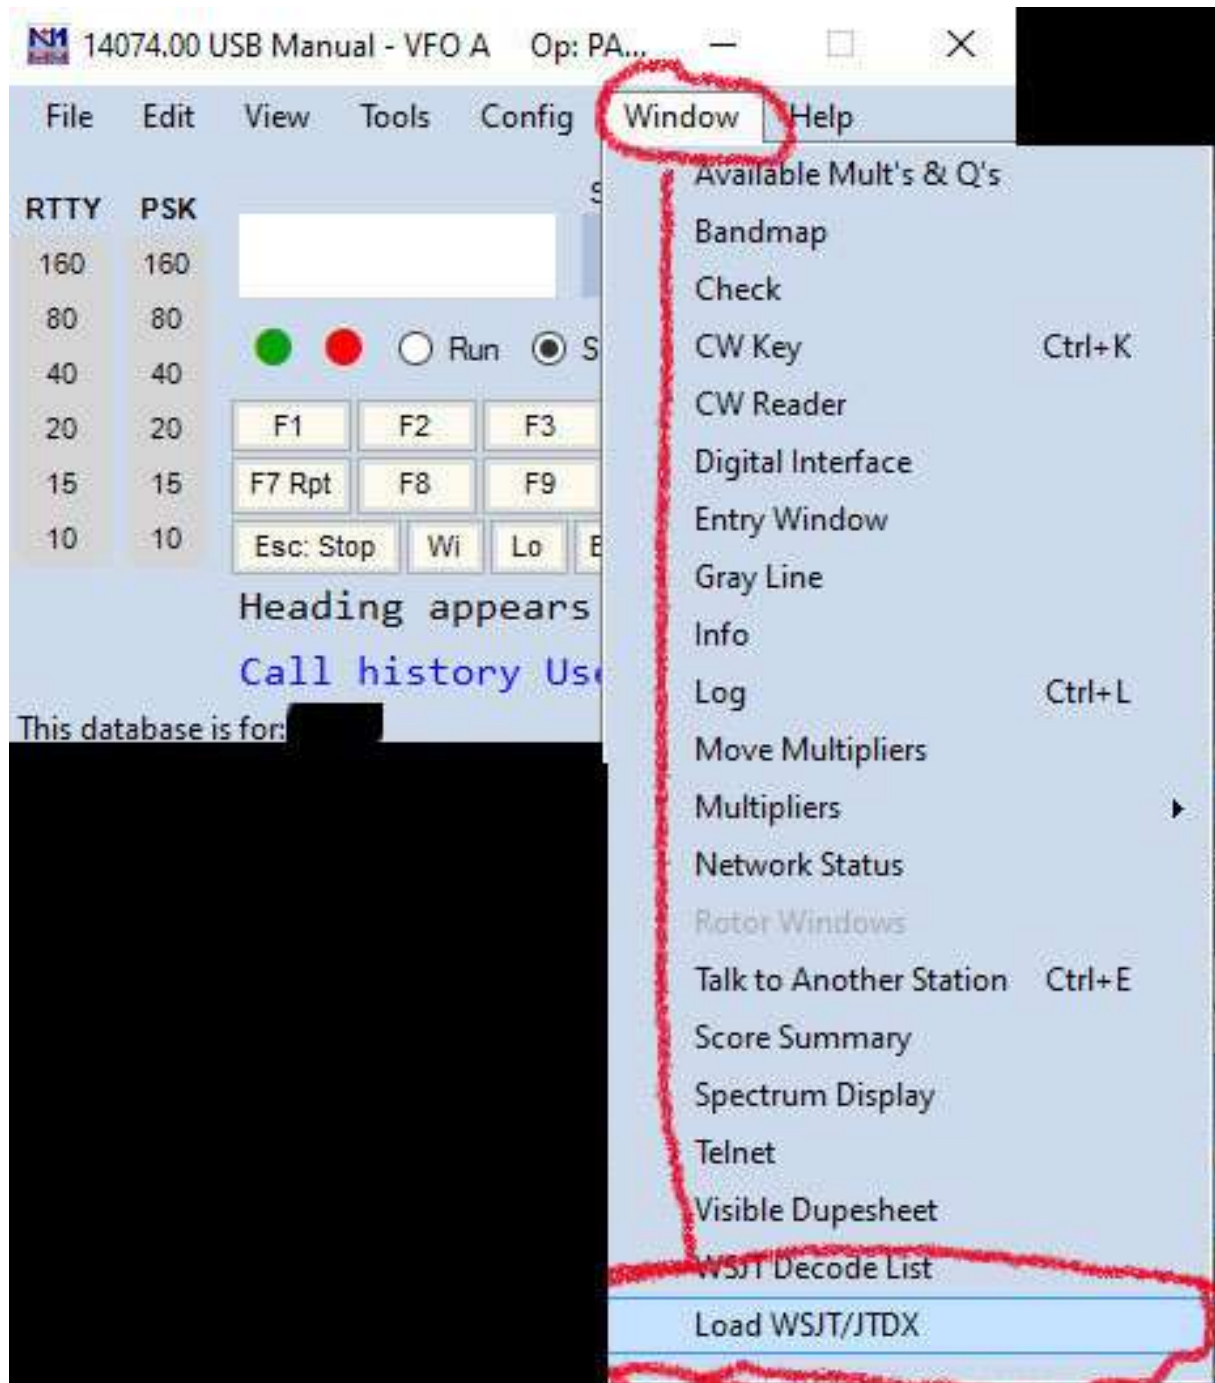 N1MM 14074.00 USB Manual - VFO A Op: PA...
File Edit View Tools Config Window Help
RTTY PSK
160 160
80 80
40 40
20 20
15 15
10 10
Run S
F1 F2 F3
F7 Rpt F8 F9
Esc: Stop Wi Lo
Heading appears
Call history Use
This database is for:
Available Mult's & Q's
Bandmap
Check
CW Key Ctrl+K
CW Reader
Digital Interface
Entry Window
Gray Line
Info
Log Ctrl+L
Move Multipliers
Multipliers
Network Status
Rotor Windows
Talk to Another Station Ctrl+E
Score Summary
Spectrum Display
Telnet
Visible Dupesheet
WSJT Decode List
Load WSJT/JTDX